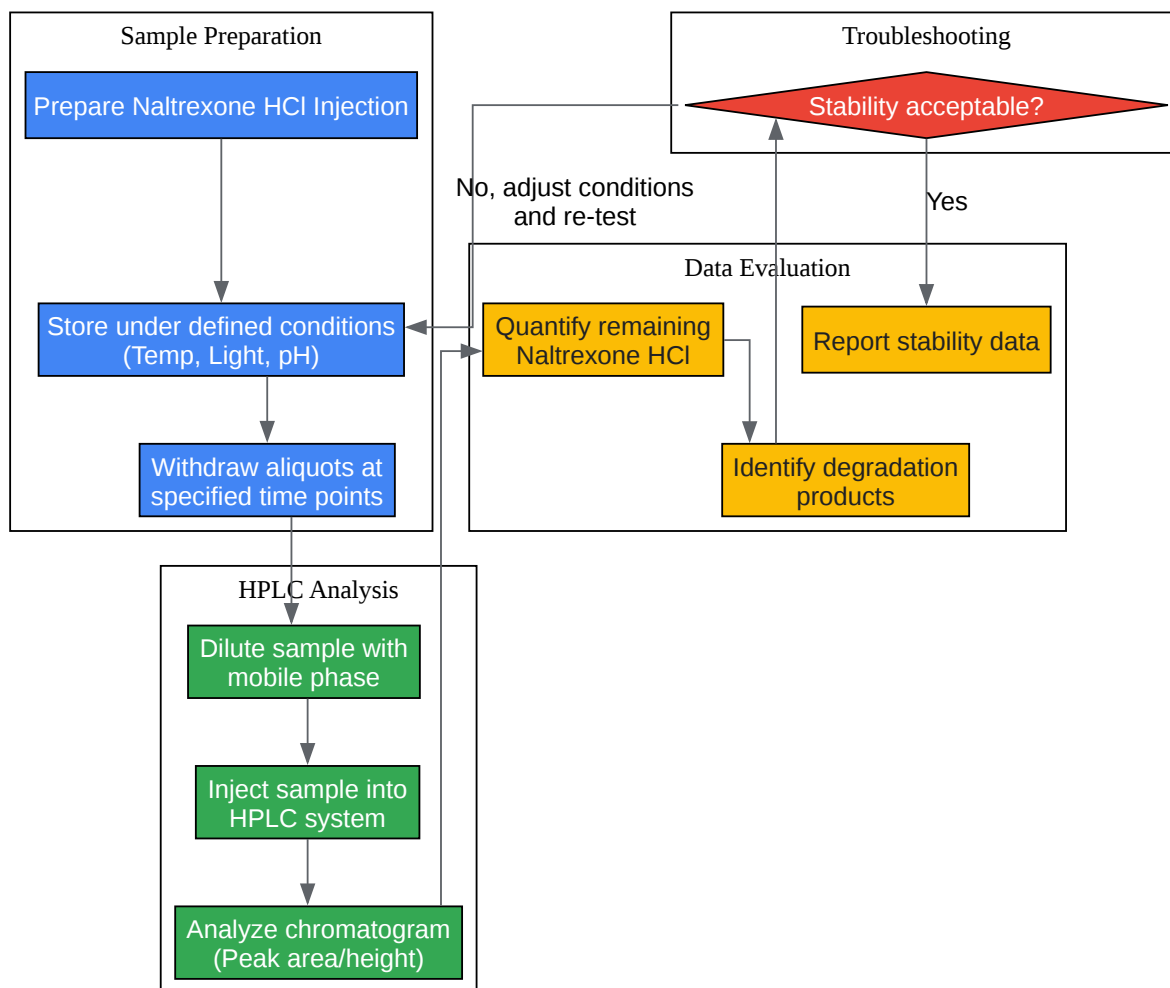 Sample Preparation
Prepare Naltrexone HCl Injection
Store under defined conditions
(Temp, Light, pH)
Withdraw aliquots at
specified time points
HPLC Analysis
Dilute sample with
mobile phase
Inject sample into
HPLC system
Analyze chromatogram
(Peak area/height)
Troubleshooting
Stability acceptable?
No, adjust conditions
and re-test
Yes
Data Evaluation
Quantify remaining
Naltrexone HCl
Report stability data
Identify degradation
products